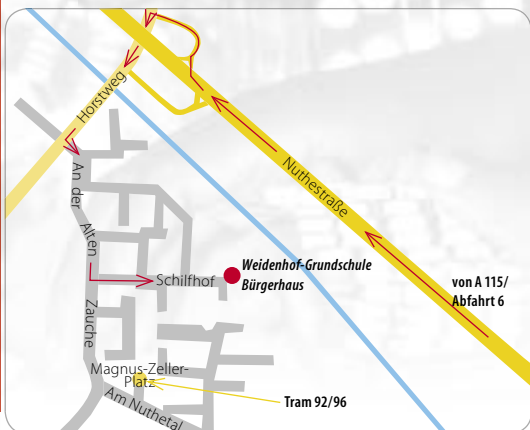 Horstweg
Nuthestraße
An der
Alten
Zauche
Weidenhof-Grundschule
Bürgerhaus
Schilfhof
von A 115/
Abfahrt 6
Magnus-Zeller-
Platz
Tram 92/96
Am Nuthetal